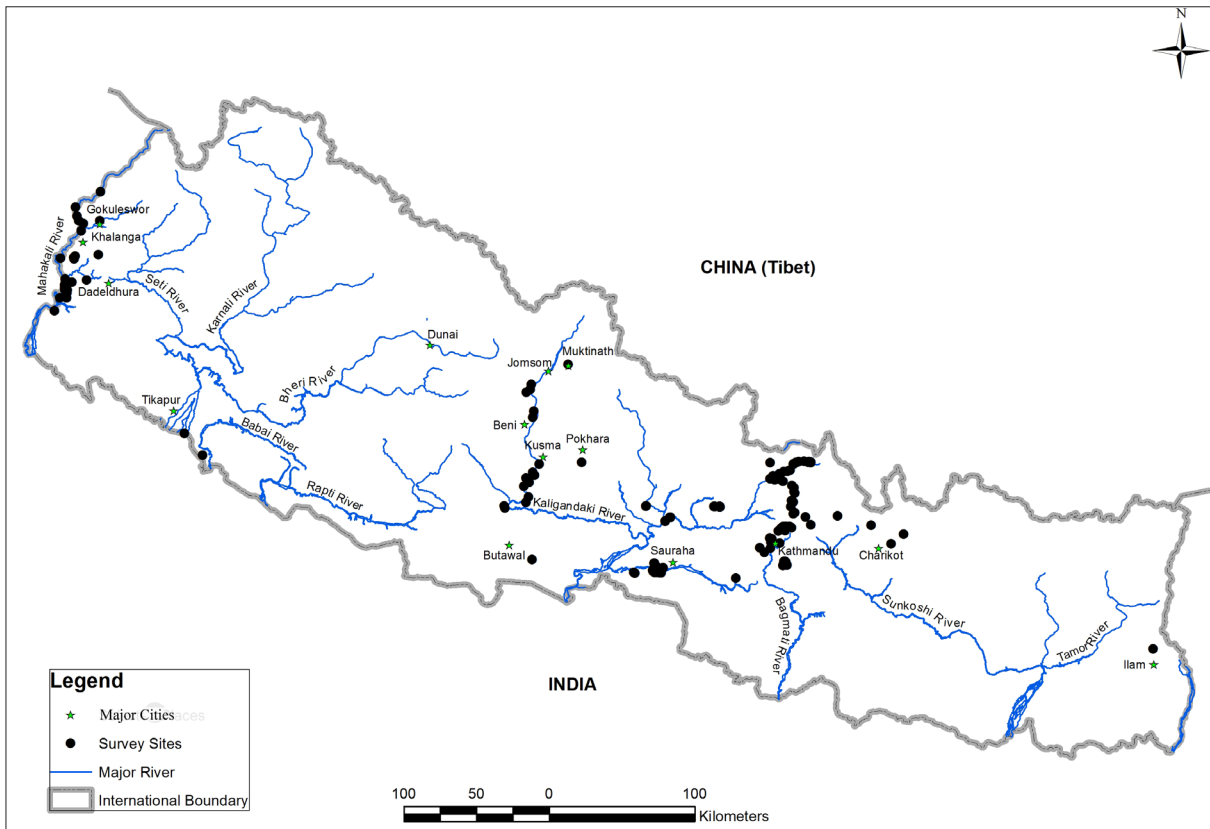 N
Gokuleswor
Khalanga
Mahakali River
Dadeldhura
Seti River
Karnali River
CHINA (Tibet)
Dunai
Muktinath
Jomsom
Bheri River
Tikapur
Babai River
Beni
Kusma
Pokhara
Rapti River
Kaligandaki River
Butawal
Sauraha
Kathmandu
Charikot
Bagmati River
Sunkoshi River
Tamor River
Ilam
INDIA
Legend
Major Cities
Survey Sites
Major River
International Boundary
100 50 0 100
Kilometers